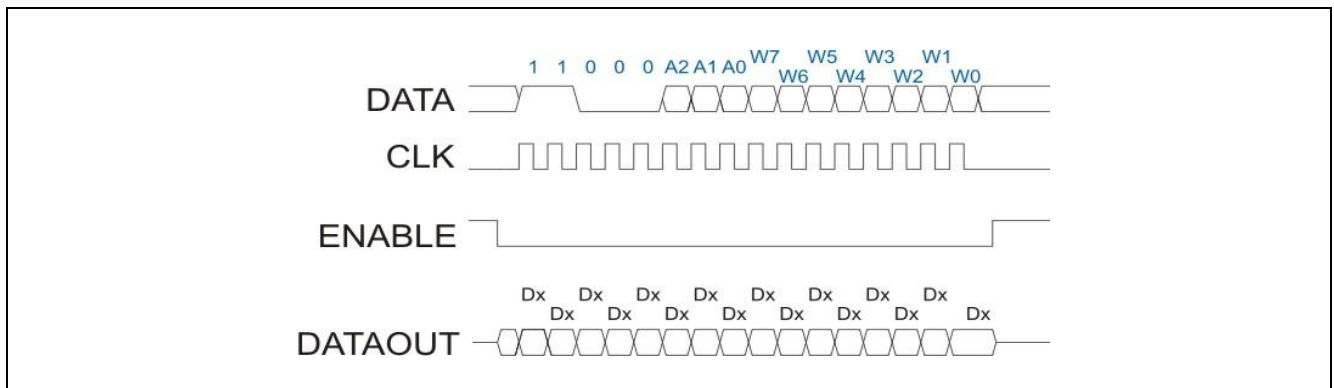 1 1 0 0 0 A2 A1 A0 W7 W6 W5 W4 W3 W2 W1 W0
DATA
CLK
ENABLE
Dx Dx Dx Dx Dx Dx Dx Dx
Dx Dx Dx Dx Dx Dx Dx Dx
DATAOUT